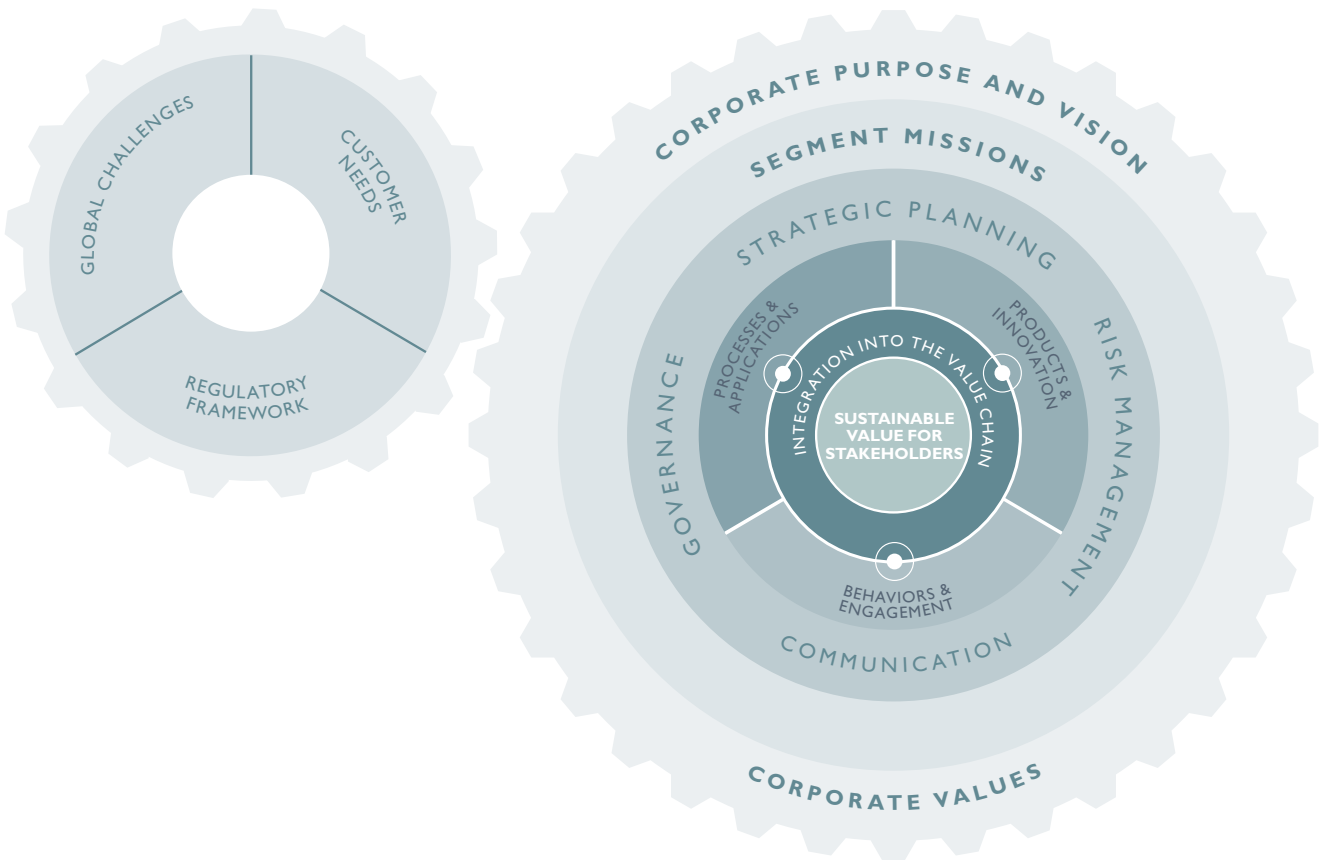 GLOBAL CHALLENGES
CUSTOMER
NEEDS
REGULATORY
FRAMEWORK
CORPORATE PURPOSE AND VISION
SEGMENT MISSIONS
STRATEGIC PLANNING
GOVERNANCE
RISK MANAGEMENT
COMMUNICATION
PROCESSES &
APPLICATIONS
PRODUCTS &
INNOVATION
BEHAVIORS &
ENGAGEMENT
INTEGRATION INTO THE VALUE CHAIN
SUSTAINABLE
VALUE FOR
STAKEHOLDERS
CORPORATE VALUES